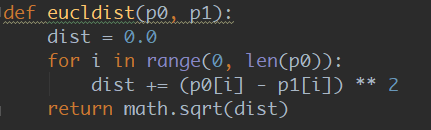 def eucldist(p0, p1):
    dist = 0.0
    for i in range(0, len(p0)):
        dist += (p0[i] - p1[i]) ** 2
    return math.sqrt(dist)